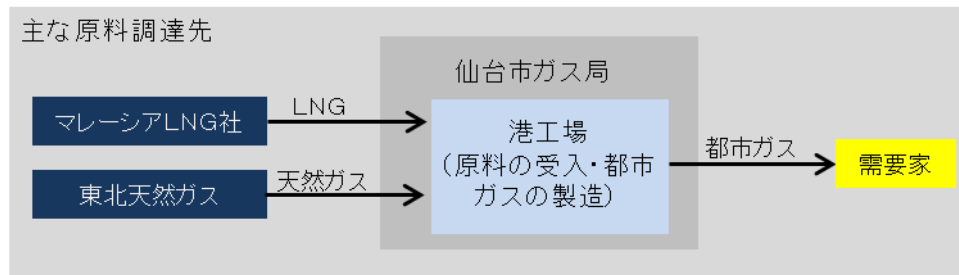 主な原料調達先
仙台市ガス局
マレーシアLNG社
LNG
東北天然ガス
天然ガス
港工場
(原料の受入・都市
ガスの製造)
都市ガス
需要家